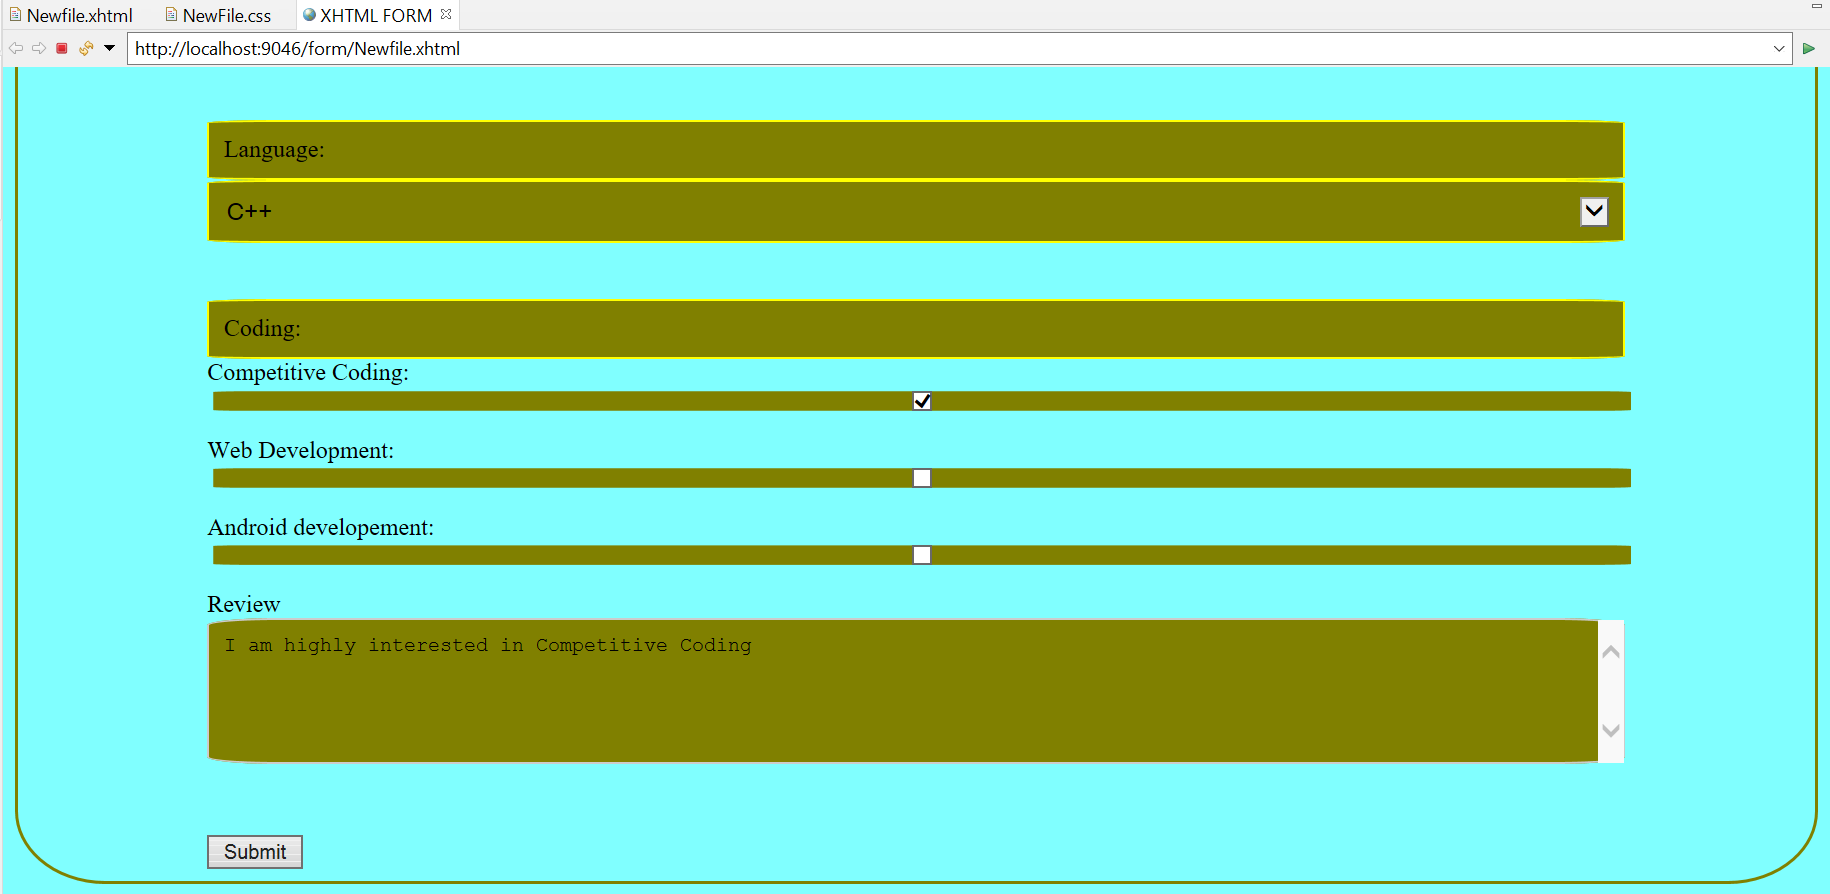 Newfile.xhtml NewFile.css XHTML FORM
http://localhost:9046/form/Newfile.xhtml
Language:
C++
Coding:
Competitive Coding:
Web Development:
Android developement:
Review
I am highly interested in Competitive Coding
Submit